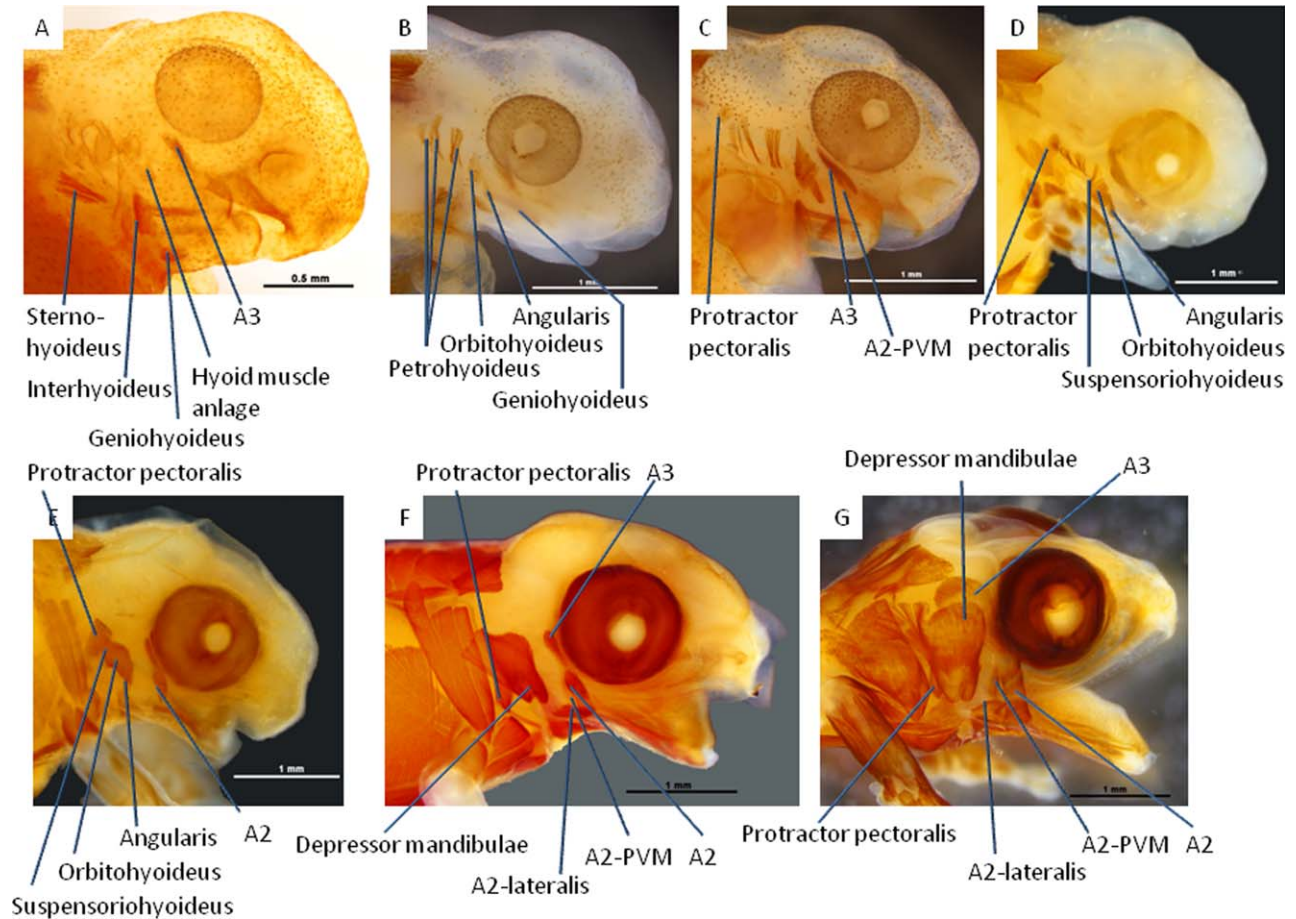 A
B
C
D
0.5 mm
1 mm
1 mm
1 mm
Sterno-
hyoideus
A3
Interhyoideus
Hyoid muscle
anlage
Geniohyoideus
Angularis
Orbitohyoideus
Petrohyoideus
Geniohyoideus
Protractor
pectoralis
A3
A2-PVM
Protractor
pectoralis
Angularis
Orbitohyoideus
Suspensoriohyoideus
Protractor pectoralis
E
1 mm
Angularis
A2
Orbitohyoideus
Suspensoriohyoideus
Protractor pectoralis
A3
F
1 mm
Depressor mandibulae
A2-PVM
A2
A2-lateralis
Depressor mandibulae
A3
G
1 mm
Protractor pectoralis
A2-PVM
A2
A2-lateralis